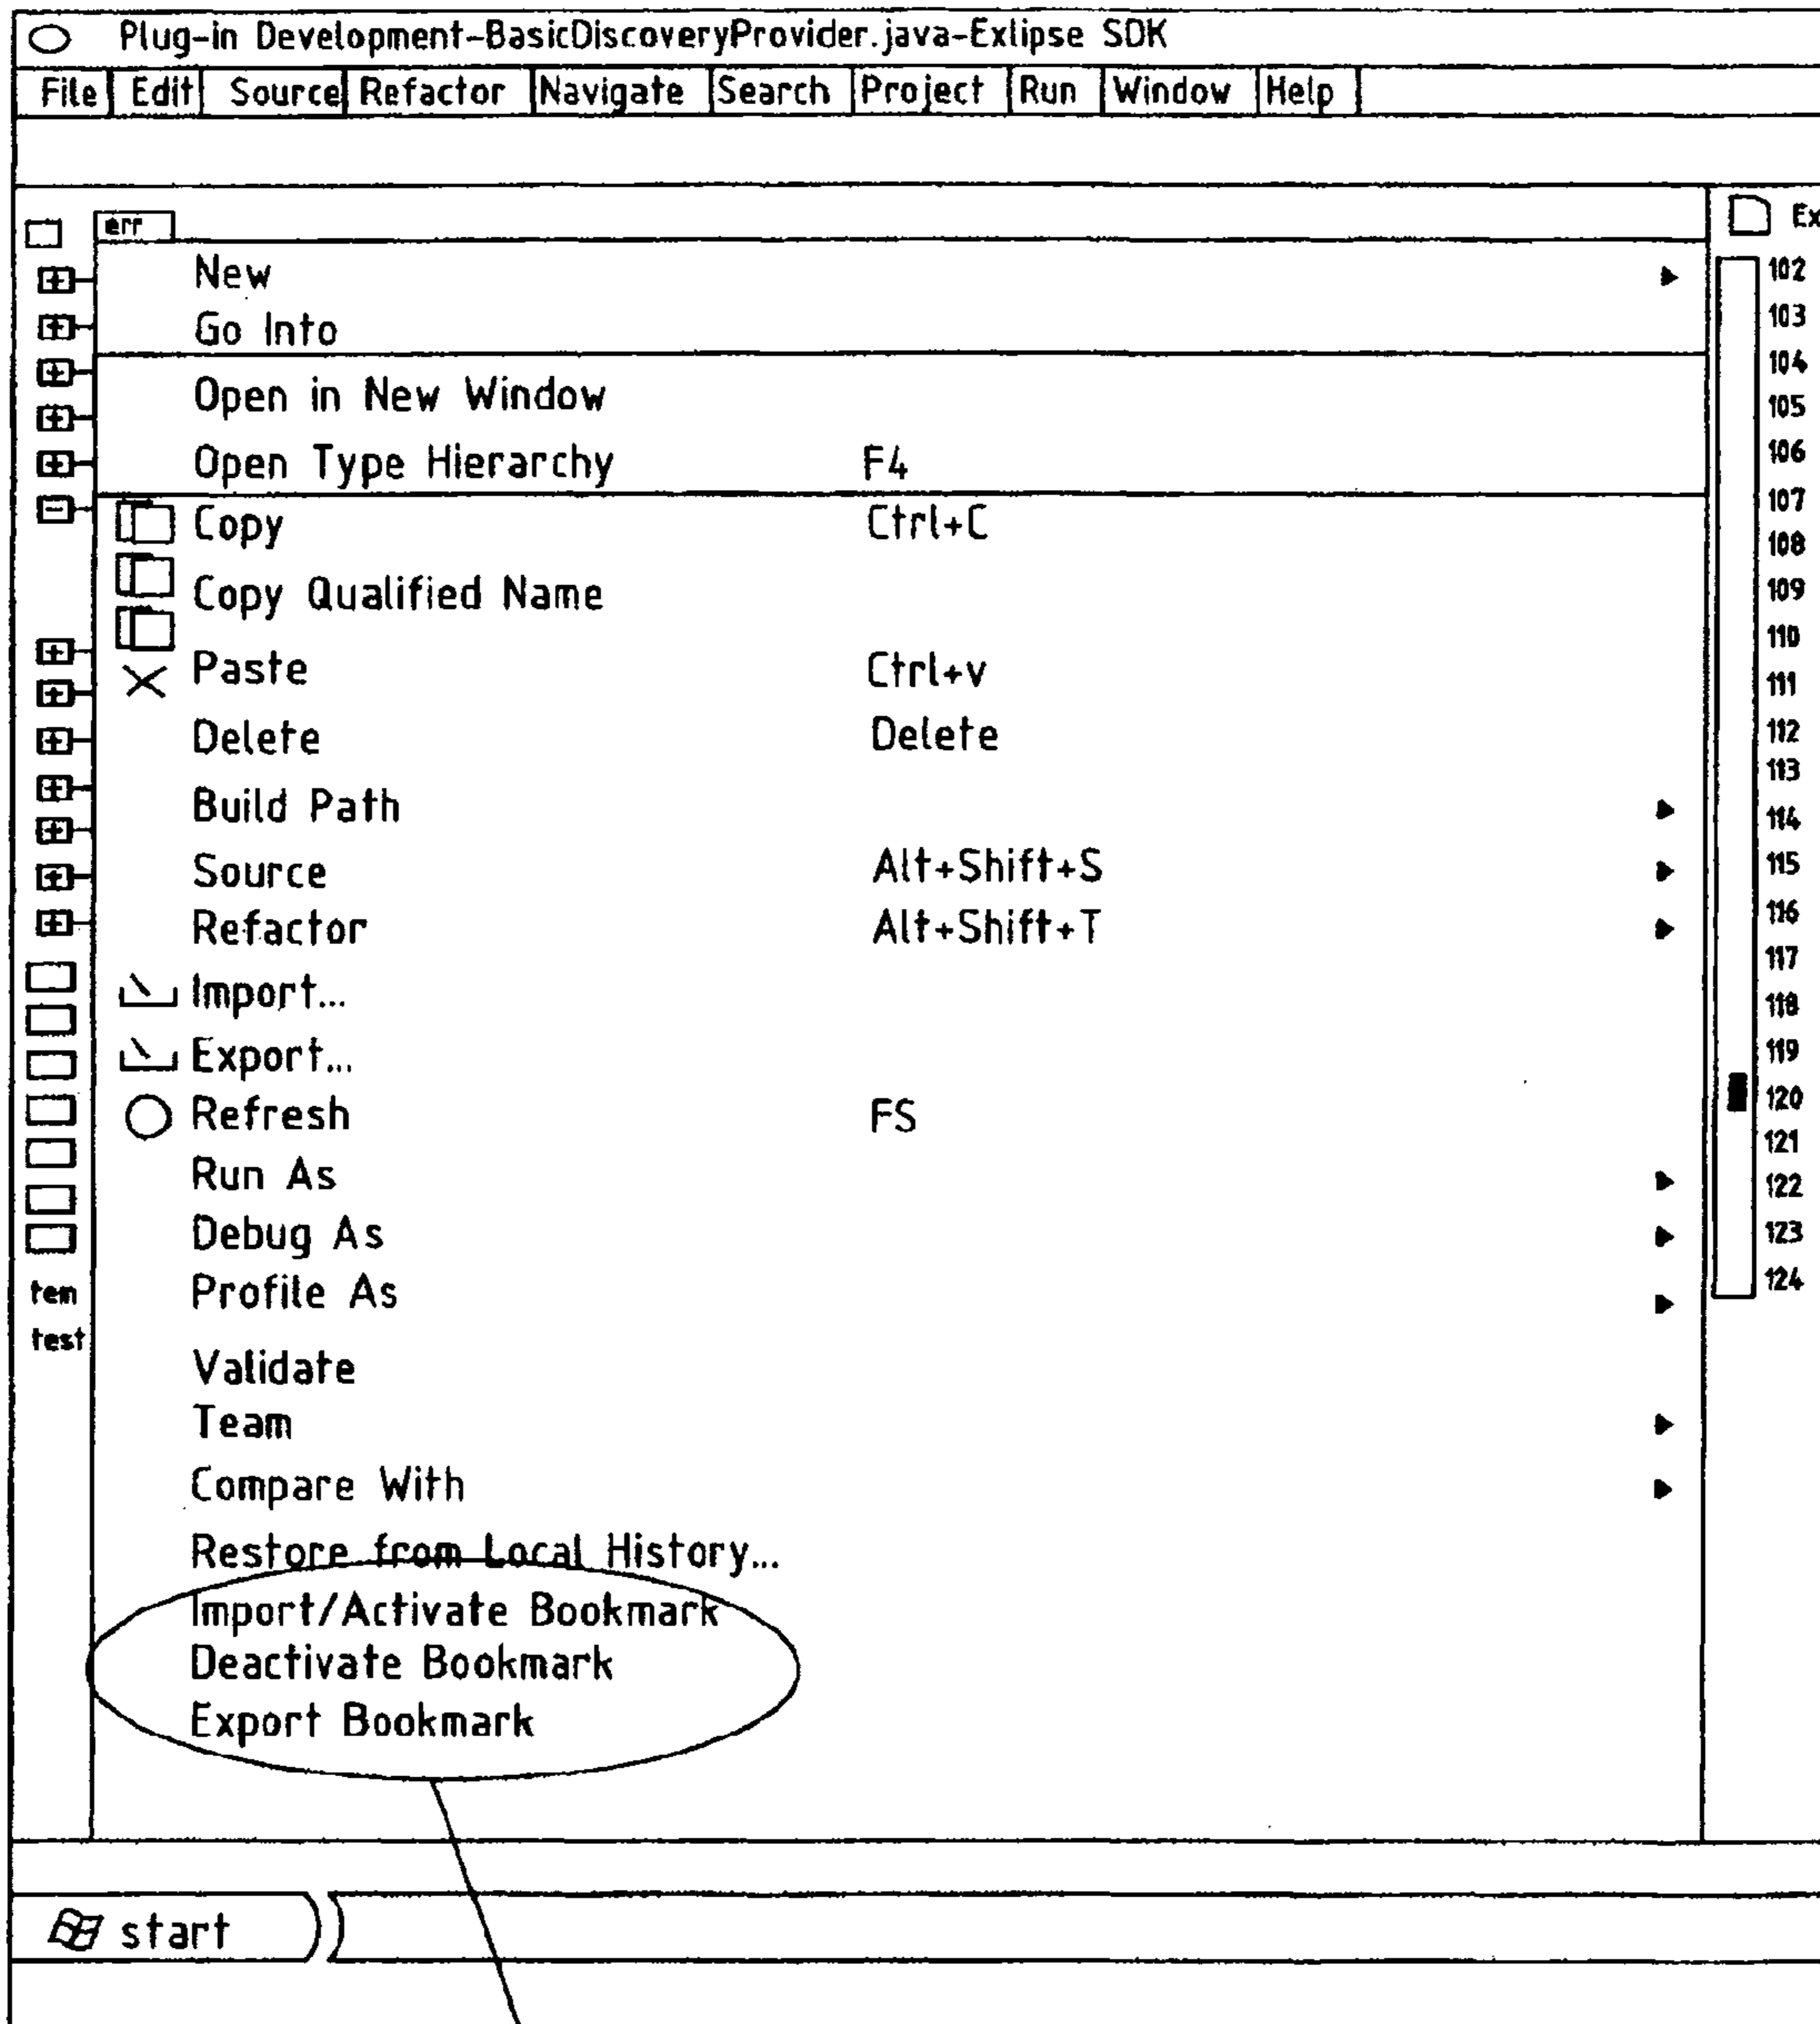 Plug-in Development-BasicDiscoveryProvider.java-Exlipse SDK
File Edit Source Refactor Navigate Search Project Run Window Help
err
Ex
New
Go Into
Open in New Window
Open Type Hierarchy F4
Copy Ctrl+C
Copy Qualified Name
Paste Ctrl+v
Delete Delete
Build Path
Source Alt+Shift+S
Refactor Alt+Shift+T
Import...
Export...
Refresh FS
Run As
Debug As
Profile As
Validate
Team
Compare With
Restore from Local History...
Import/Activate Bookmark
Deactivate Bookmark
Export Bookmark
tem
test
102
103
104
105
106
107
108
109
110
111
112
113
114
115
116
117
118
119
120
121
122
123
124
start